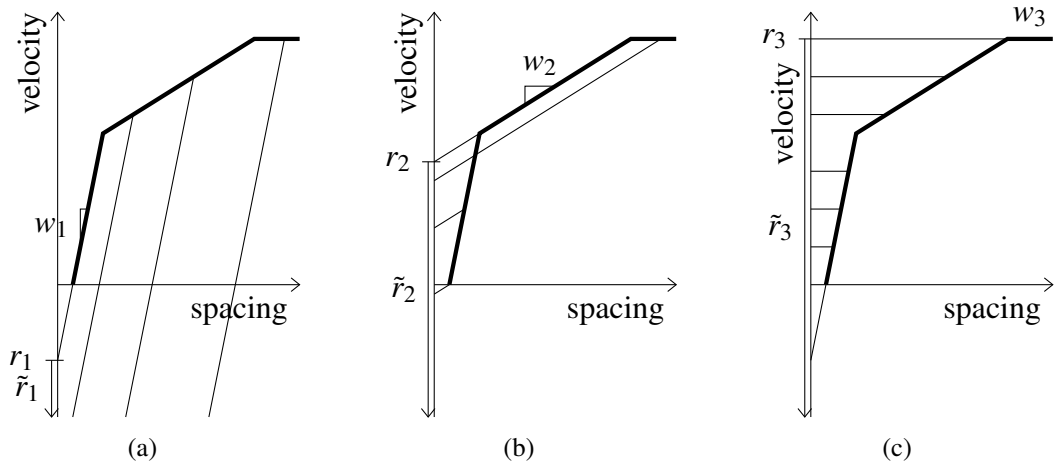 velocity
w₁
spacing
r₁
r̃₁
(a)
velocity
w₂
r₂
r̃₂
spacing
(b)
w₃
r₃
velocity
r̃₃
spacing
(c)